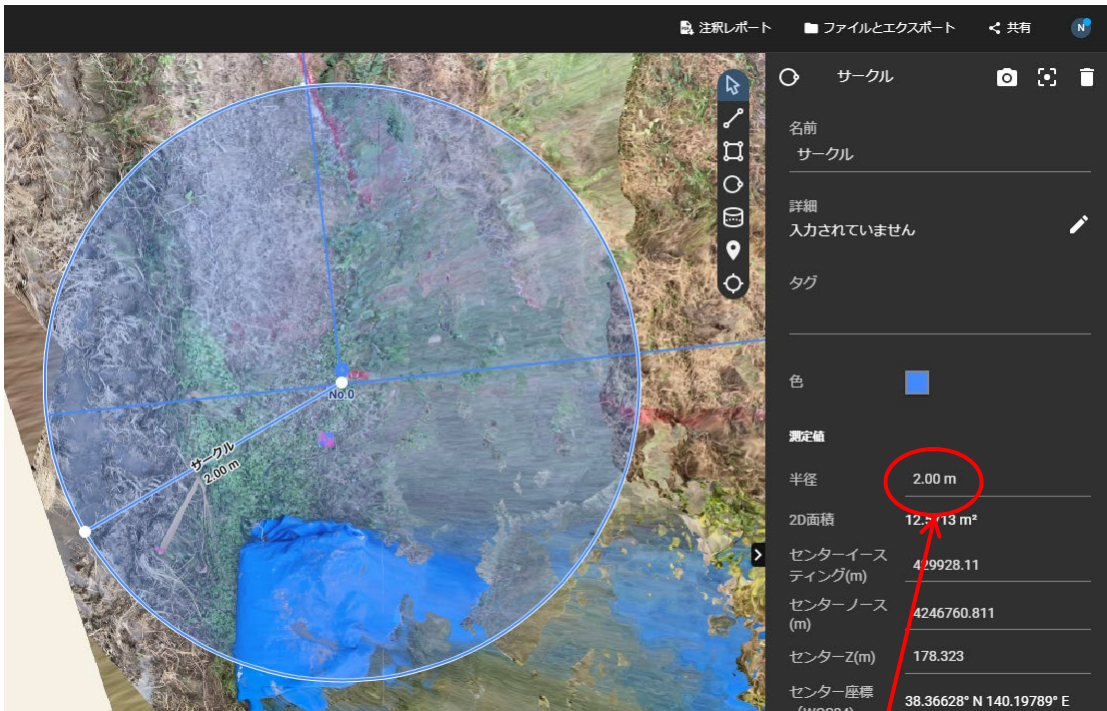 注釈レポート
ファイルとエクスポート
共有
N
サークル
名前
サークル
詳細
入力されていません
タグ
色
測定値
半径
2.00 m
2D面積
センターイース
ティング(m)
429928.11
センターノース
(m)
4246760.811
センターZ(m)
178.323
センター座標
38.36628° N 140.19789° E
No.0
サークル
2.00 m